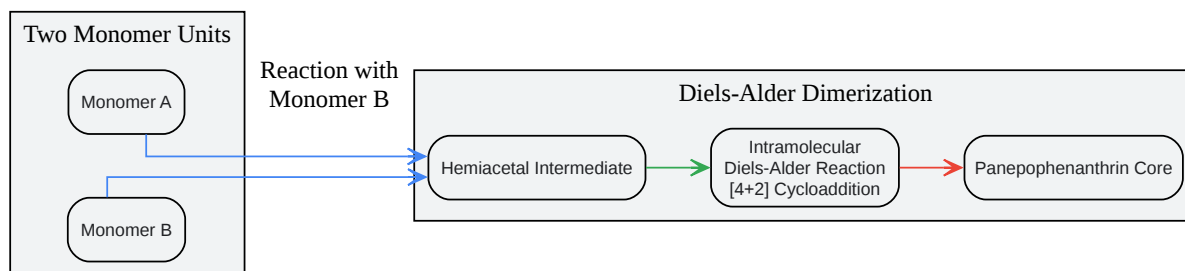 Two Monomer Units
Monomer A
Monomer B
Reaction with
Monomer B
Diels-Alder Dimerization
Hemiacetal Intermediate
Intramolecular
Diels-Alder Reaction
[4+2] Cycloaddition
Panepophenanthrin Core